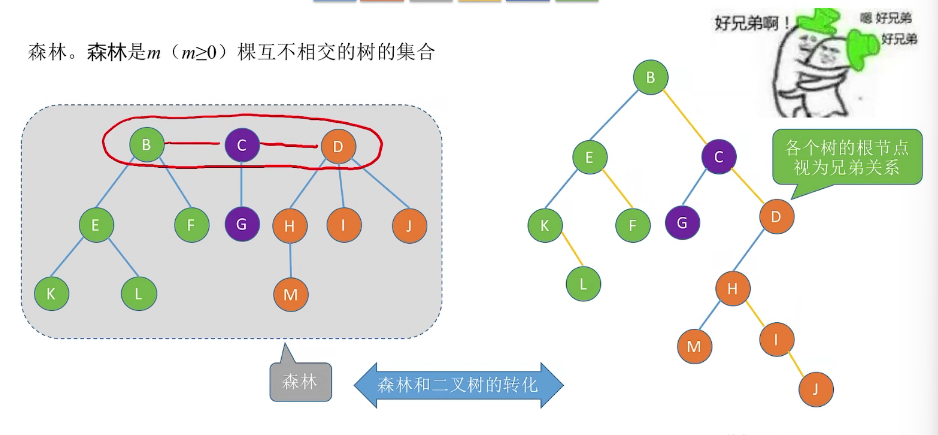 好兄弟啊！
嗯 好兄弟
好兄弟
森林。森林是m（m≥0）棵互不相交的树的集合
B
C
D
E
F
G
H
I
J
K
L
M
森林
森林和二叉树的转化
B
E
C
K
F
G
D
L
H
M
I
J
各个树的根节点
视为兄弟关系